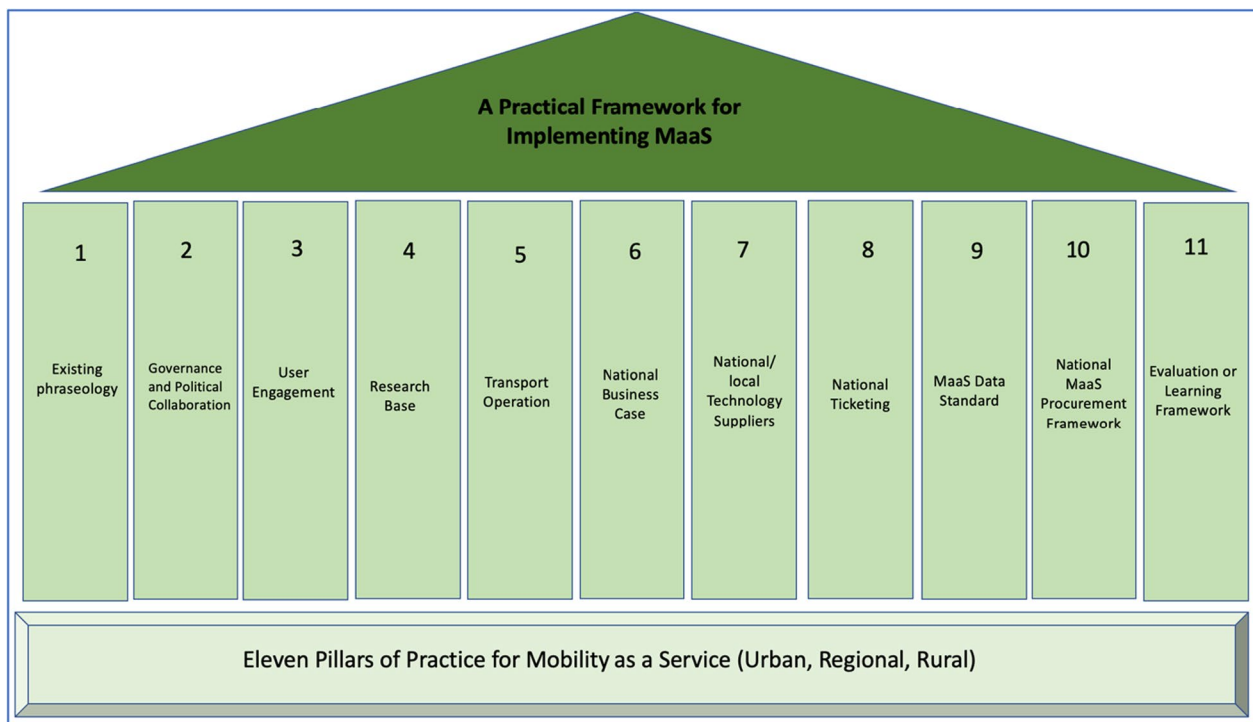 A Practical Framework for
Implementing MaaS
1
Existing
phraseology
2
Governance
and Political
Collaboration
3
User
Engagement
4
Research
Base
5
Transport
Operation
6
National
Business
Case
7
National/
local
Technology
Suppliers
8
National
Ticketing
9
MaaS Data
Standard
10
National
MaaS
Procurement
Framework
11
Evaluation or
Learning
Framework
Eleven Pillars of Practice for Mobility as a Service (Urban, Regional, Rural)